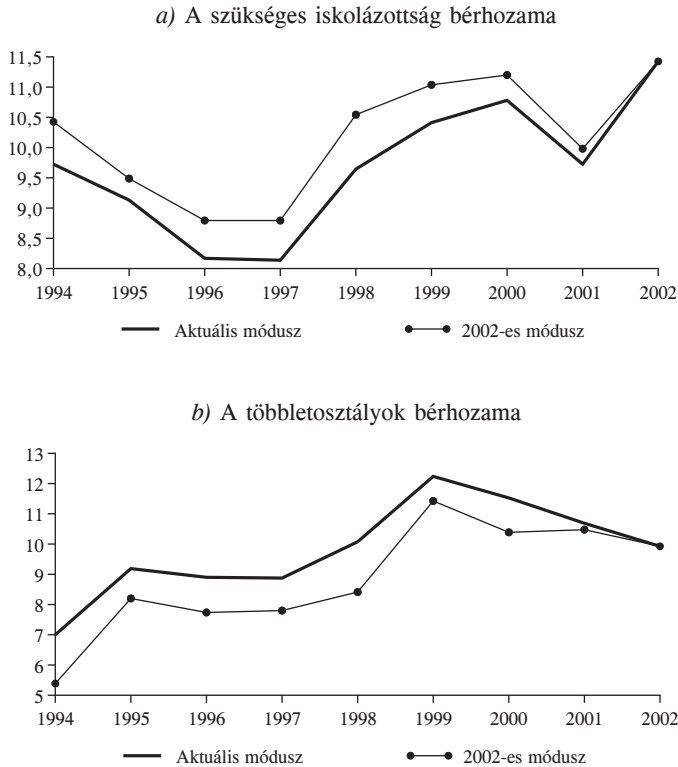 a) A szükséges iskolázottság bérhozama
11,5
11,0
10,5
10,0
9,5
9,0
8,5
8,0
1994 1995 1996 1997 1998 1999 2000 2001 2002
Aktuális módusz 2002-es módusz
b) A többletosztályok bérhozama
13
12
11
10
9
8
7
6
5
1994 1995 1996 1997 1998 1999 2000 2001 2002
Aktuális módusz 2002-es módusz